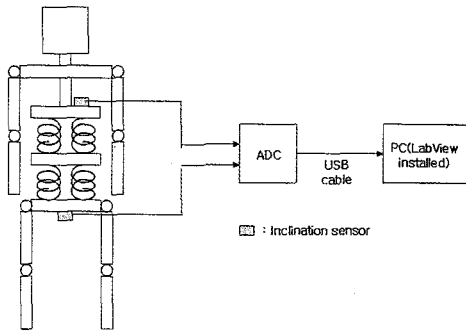 ADC
USB
cable
PC(LabView
installed)
: Inclination sensor